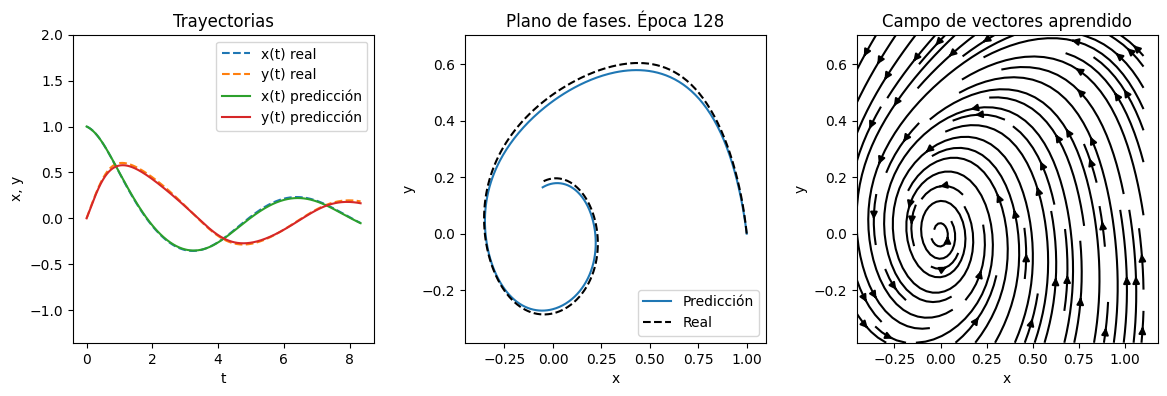 Trayectorias
2.0
1.5
1.0
0.5
0.0
−0.5
−1.0
x, y
0 2 4 6 8
t
x(t) real
y(t) real
x(t) predicción
y(t) predicción
Plano de fases. Época 128
0.6
0.4
0.2
0.0
−0.2
y
−0.25 0.00 0.25 0.50 0.75 1.00
x
Predicción
Real
Campo de vectores aprendido
0.6
0.4
0.2
0.0
−0.2
y
−0.25 0.00 0.25 0.50 0.75 1.00
x